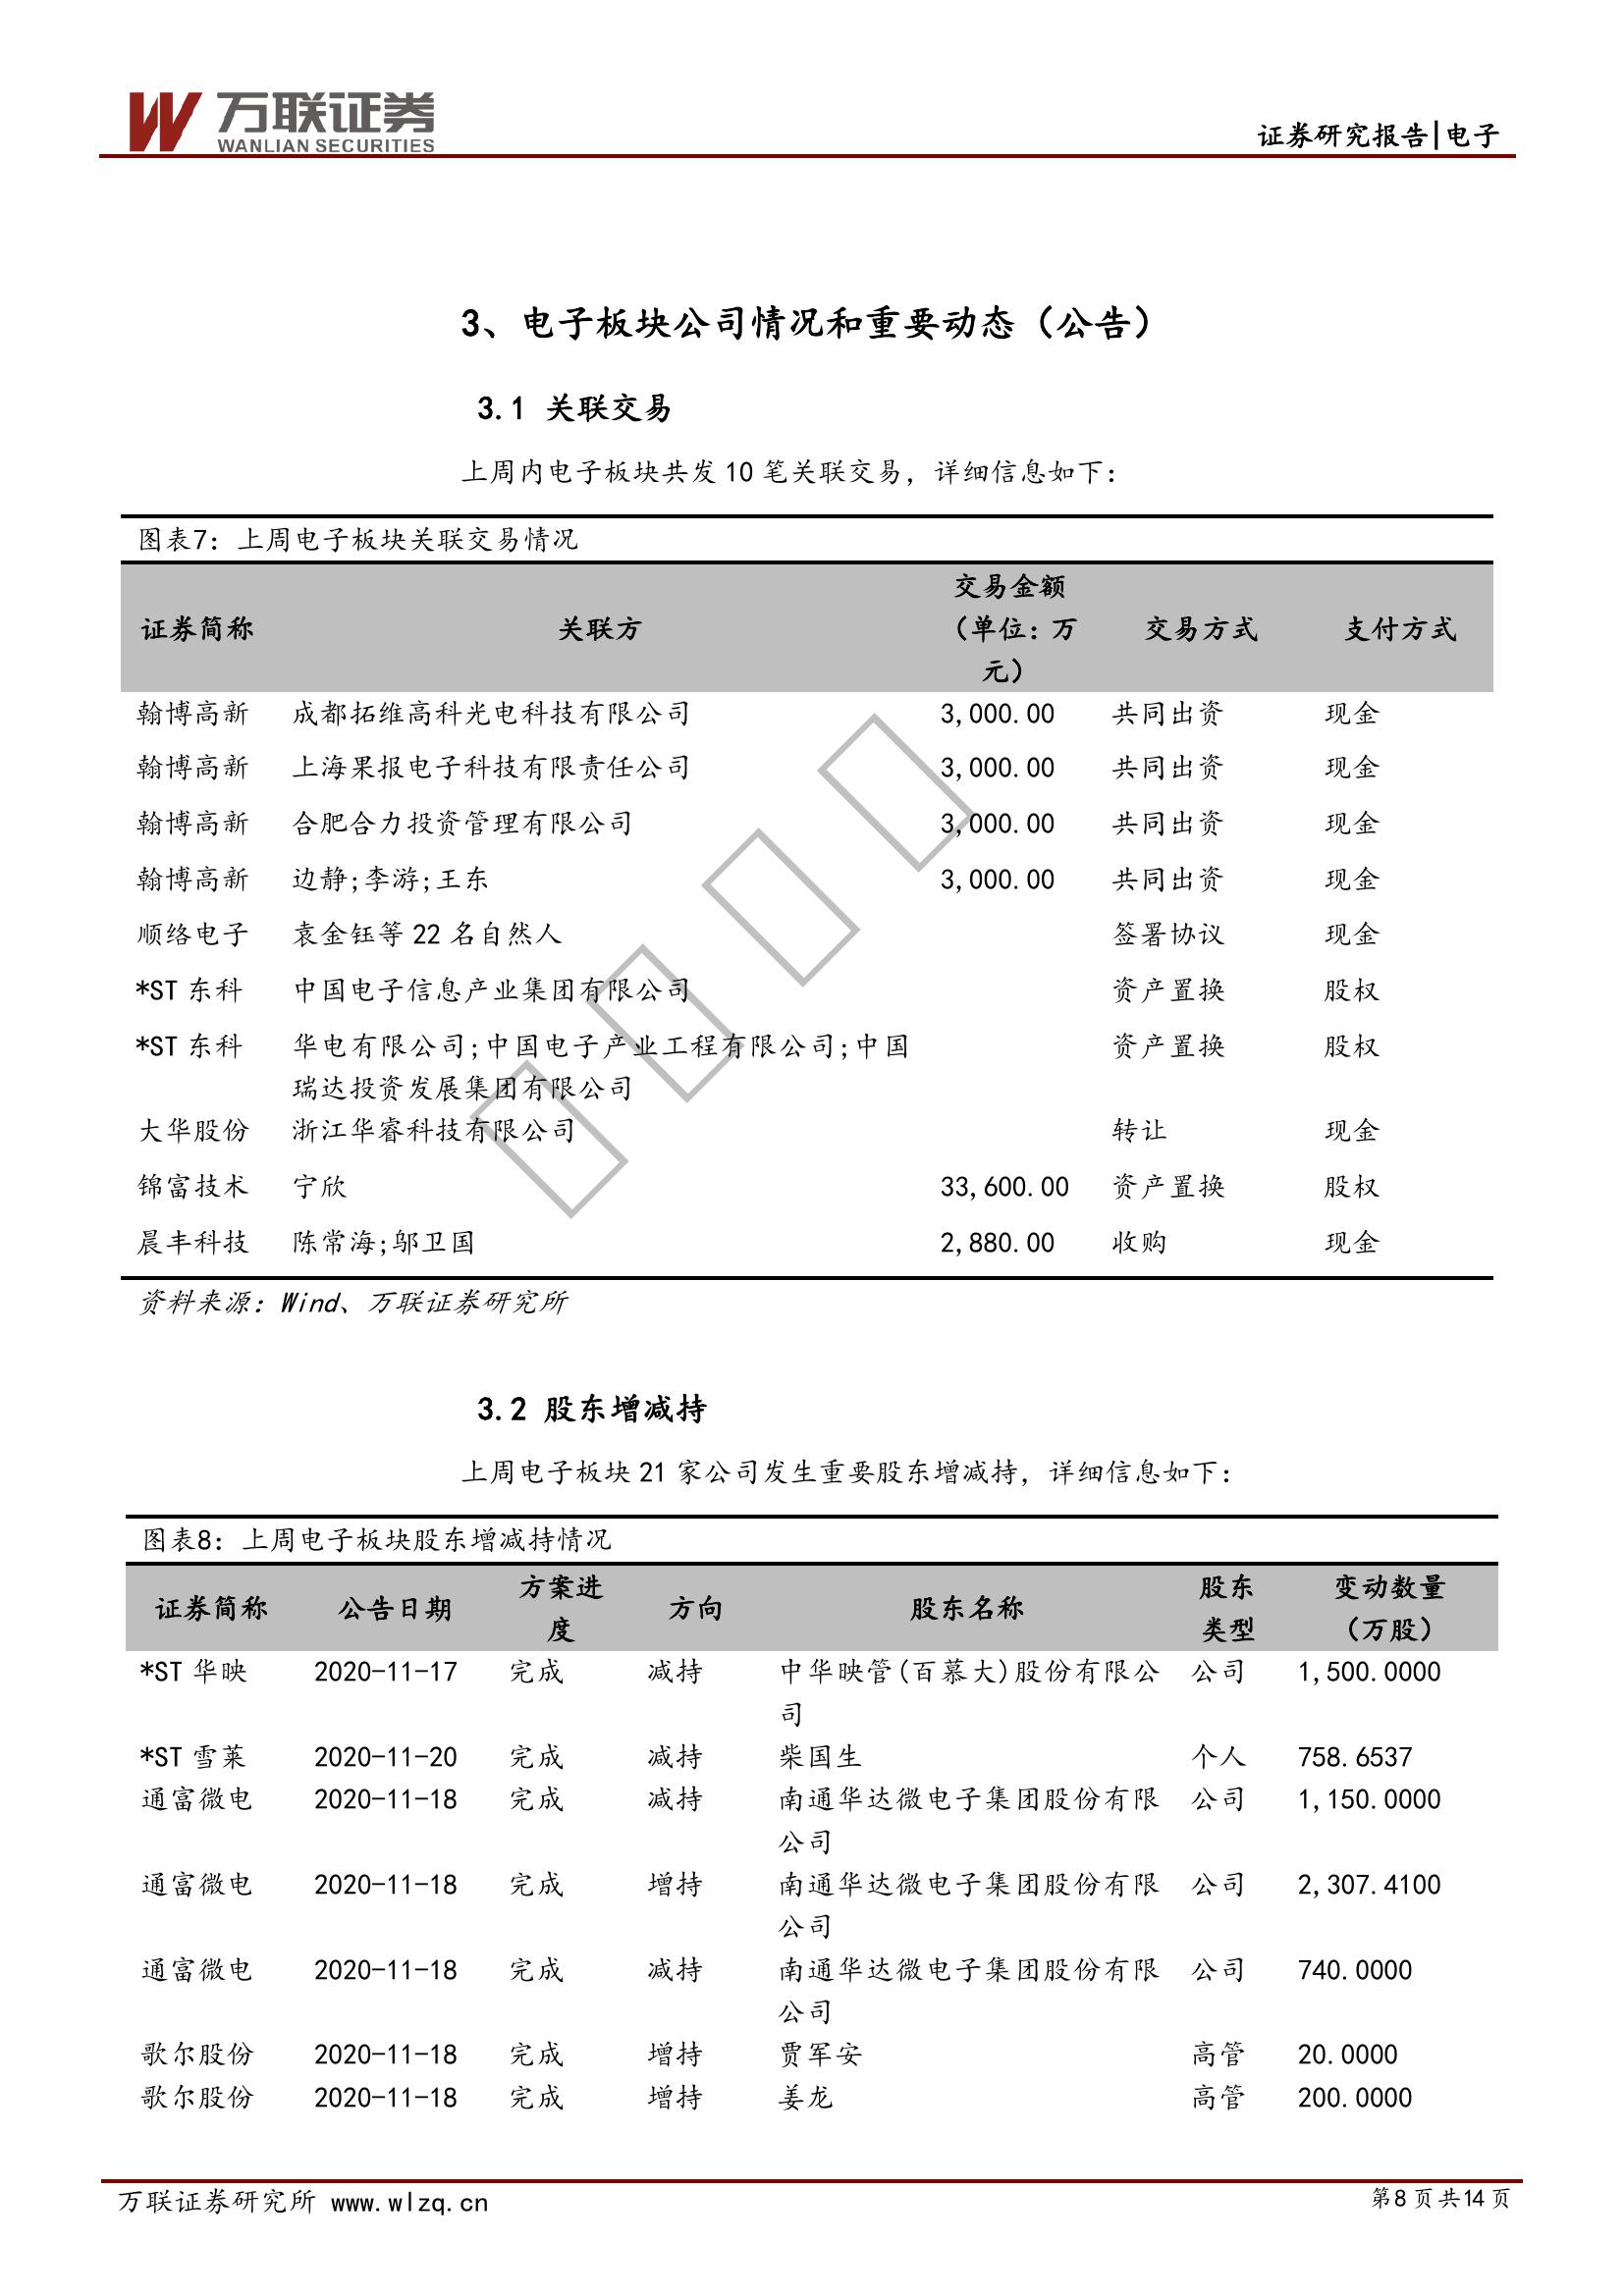 万联证券
WANLIAN SECURITIES
证券研究报告|电子
3、电子板块公司情况和重要动态（公告）
3.1 关联交易
上周内电子板块共发 10 笔关联交易，详细信息如下：
图表7：上周电子板块关联交易情况
证券简称 关联方 交易金额（单位：万元） 交易方式 支付方式
翰博高新 成都拓维高科光电科技有限公司 3,000.00 共同出资 现金
翰博高新 上海果报电子科技有限责任公司 3,000.00 共同出资 现金
翰博高新 合肥合力投资管理有限公司 3,000.00 共同出资 现金
翰博高新 边静;李游;王东 3,000.00 共同出资 现金
顺络电子 袁金钰等 22 名自然人 签署协议 现金
*ST 东科 中国电子信息产业集团有限公司 资产置换 股权
*ST 东科 华电有限公司;中国电子产业工程有限公司;中国 资产置换 股权
瑞达投资发展集团有限公司
大华股份 浙江华睿科技有限公司 转让 现金
锦富技术 宁欣 33,600.00 资产置换 股权
晨丰科技 陈常海;邬卫国 2,880.00 收购 现金
资料来源：Wind、万联证券研究所
3.2 股东增减持
上周电子板块 21 家公司发生重要股东增减持，详细信息如下：
图表8：上周电子板块股东增减持情况
证券简称 公告日期 方案进度 方向 股东名称 股东类型 变动数量（万股）
*ST 华映 2020-11-17 完成 减持 中华映管(百慕大)股份有限公 公司 1,500.0000
司
*ST 雪莱 2020-11-20 完成 减持 柴国生 个人 758.6537
通富微电 2020-11-18 完成 减持 南通华达微电子集团股份有限 公司 1,150.0000
公司
通富微电 2020-11-18 完成 增持 南通华达微电子集团股份有限 公司 2,307.4100
公司
通富微电 2020-11-18 完成 减持 南通华达微电子集团股份有限 公司 740.0000
公司
歌尔股份 2020-11-18 完成 增持 贾军安 高管 20.0000
歌尔股份 2020-11-18 完成 增持 姜龙 高管 200.0000
万联证券研究所 www.wlzq.cn
第8页共14页